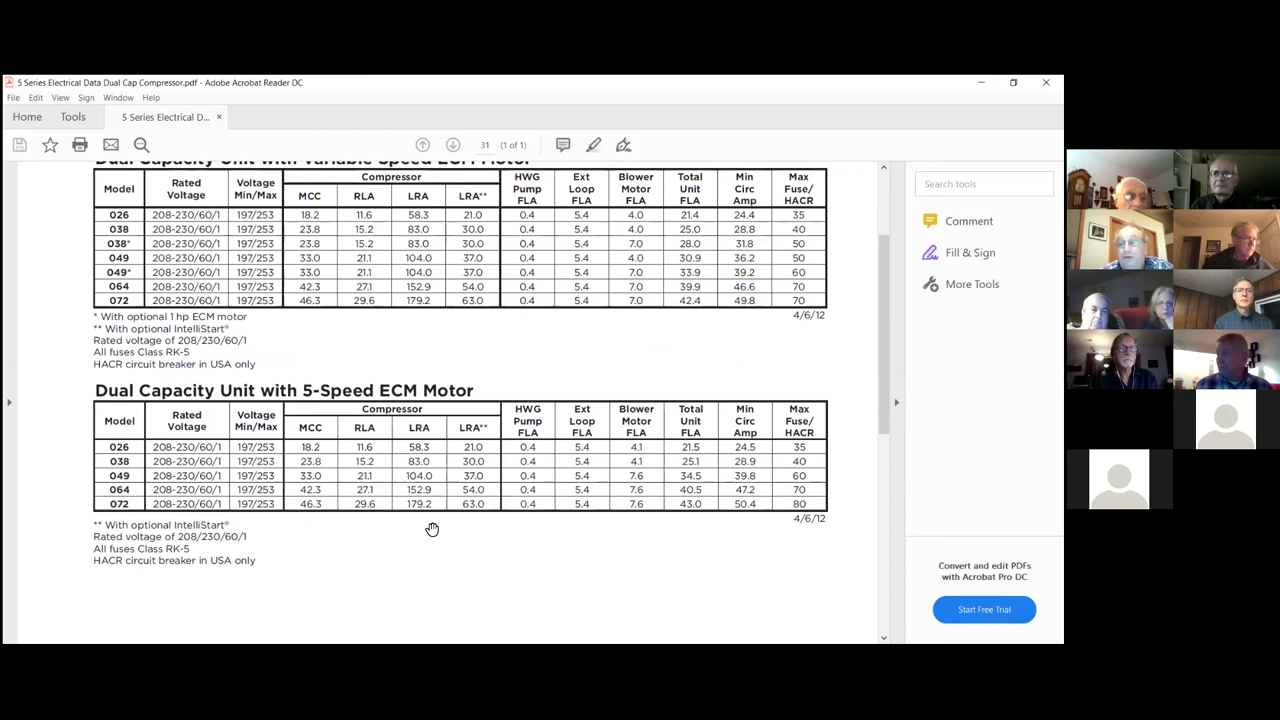 5 Series Electrical Data Dual Cap Compressor.pdf - Adobe Acrobat Reader DC
File Edit View Sign Window Help
Home Tools 5 Series Electrical D... ×
31 (1 of 1)
Dual Capacity Unit with Variable Speed ECM Motor
Model Rated Voltage Voltage Min/Max Compressor HWG Pump FLA Ext Loop FLA Blower Motor FLA Total Unit FLA Min Circ Amp Max Fuse/ HACR
MCC RLA LRA LRA**
026 208-230/60/1 197/253 18.2 11.6 58.3 21.0 0.4 5.4 4.0 21.4 24.4 35
038 208-230/60/1 197/253 23.8 15.2 83.0 30.0 0.4 5.4 4.0 25.0 28.8 40
038* 208-230/60/1 197/253 23.8 15.2 83.0 30.0 0.4 5.4 7.0 28.0 31.8 50
049 208-230/60/1 197/253 33.0 21.1 104.0 37.0 0.4 5.4 4.0 30.9 36.2 50
049* 208-230/60/1 197/253 33.0 21.1 104.0 37.0 0.4 5.4 7.0 33.9 39.2 60
064 208-230/60/1 197/253 42.3 27.1 152.9 54.0 0.4 5.4 7.0 39.9 46.6 70
072 208-230/60/1 197/253 46.3 29.6 179.2 63.0 0.4 5.4 7.0 42.4 49.8 70
* With optional 1 hp ECM motor 4/6/12
** With optional IntelliStart®
Rated voltage of 208/230/60/1
All fuses Class RK-5
HACR circuit breaker in USA only
Dual Capacity Unit with 5-Speed ECM Motor
Model Rated Voltage Voltage Min/Max Compressor HWG Pump FLA Ext Loop FLA Blower Motor FLA Total Unit FLA Min Circ Amp Max Fuse/ HACR
MCC RLA LRA LRA**
026 208-230/60/1 197/253 18.2 11.6 58.3 21.0 0.4 5.4 4.1 21.5 24.5 35
038 208-230/60/1 197/253 23.8 15.2 83.0 30.0 0.4 5.4 4.1 25.1 28.9 40
049 208-230/60/1 197/253 33.0 21.1 104.0 37.0 0.4 5.4 7.6 34.5 39.8 60
064 208-230/60/1 197/253 42.3 27.1 152.9 54.0 0.4 5.4 7.6 40.5 47.2 70
072 208-230/60/1 197/253 46.3 29.6 179.2 63.0 0.4 5.4 7.6 43.0 50.4 80
4/6/12
** With optional IntelliStart®
Rated voltage of 208/230/60/1
All fuses Class RK-5
HACR circuit breaker in USA only
Search tools
Comment
Fill & Sign
More Tools
Convert and edit PDFs
with Acrobat Pro DC
Start Free Trial